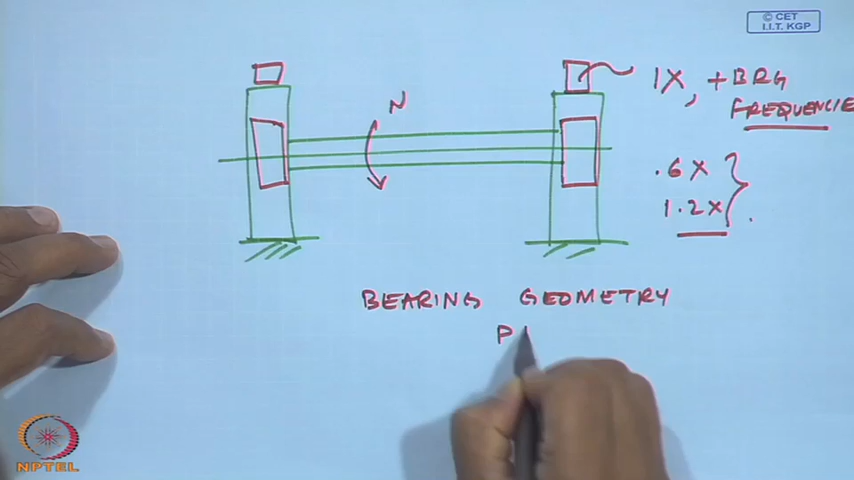 © CET
I.I.T. KGP
N
1X, +BRG
FREQUENCIE
.6X
1.2X
BEARING GEOMETRY
P
NPTEL